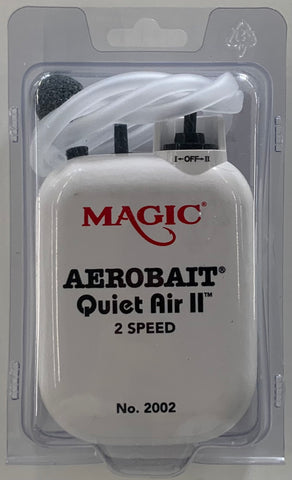 I←OFF→II
MAGIC®
AEROBAIT®
Quiet Air II™
2 SPEED
No. 2002